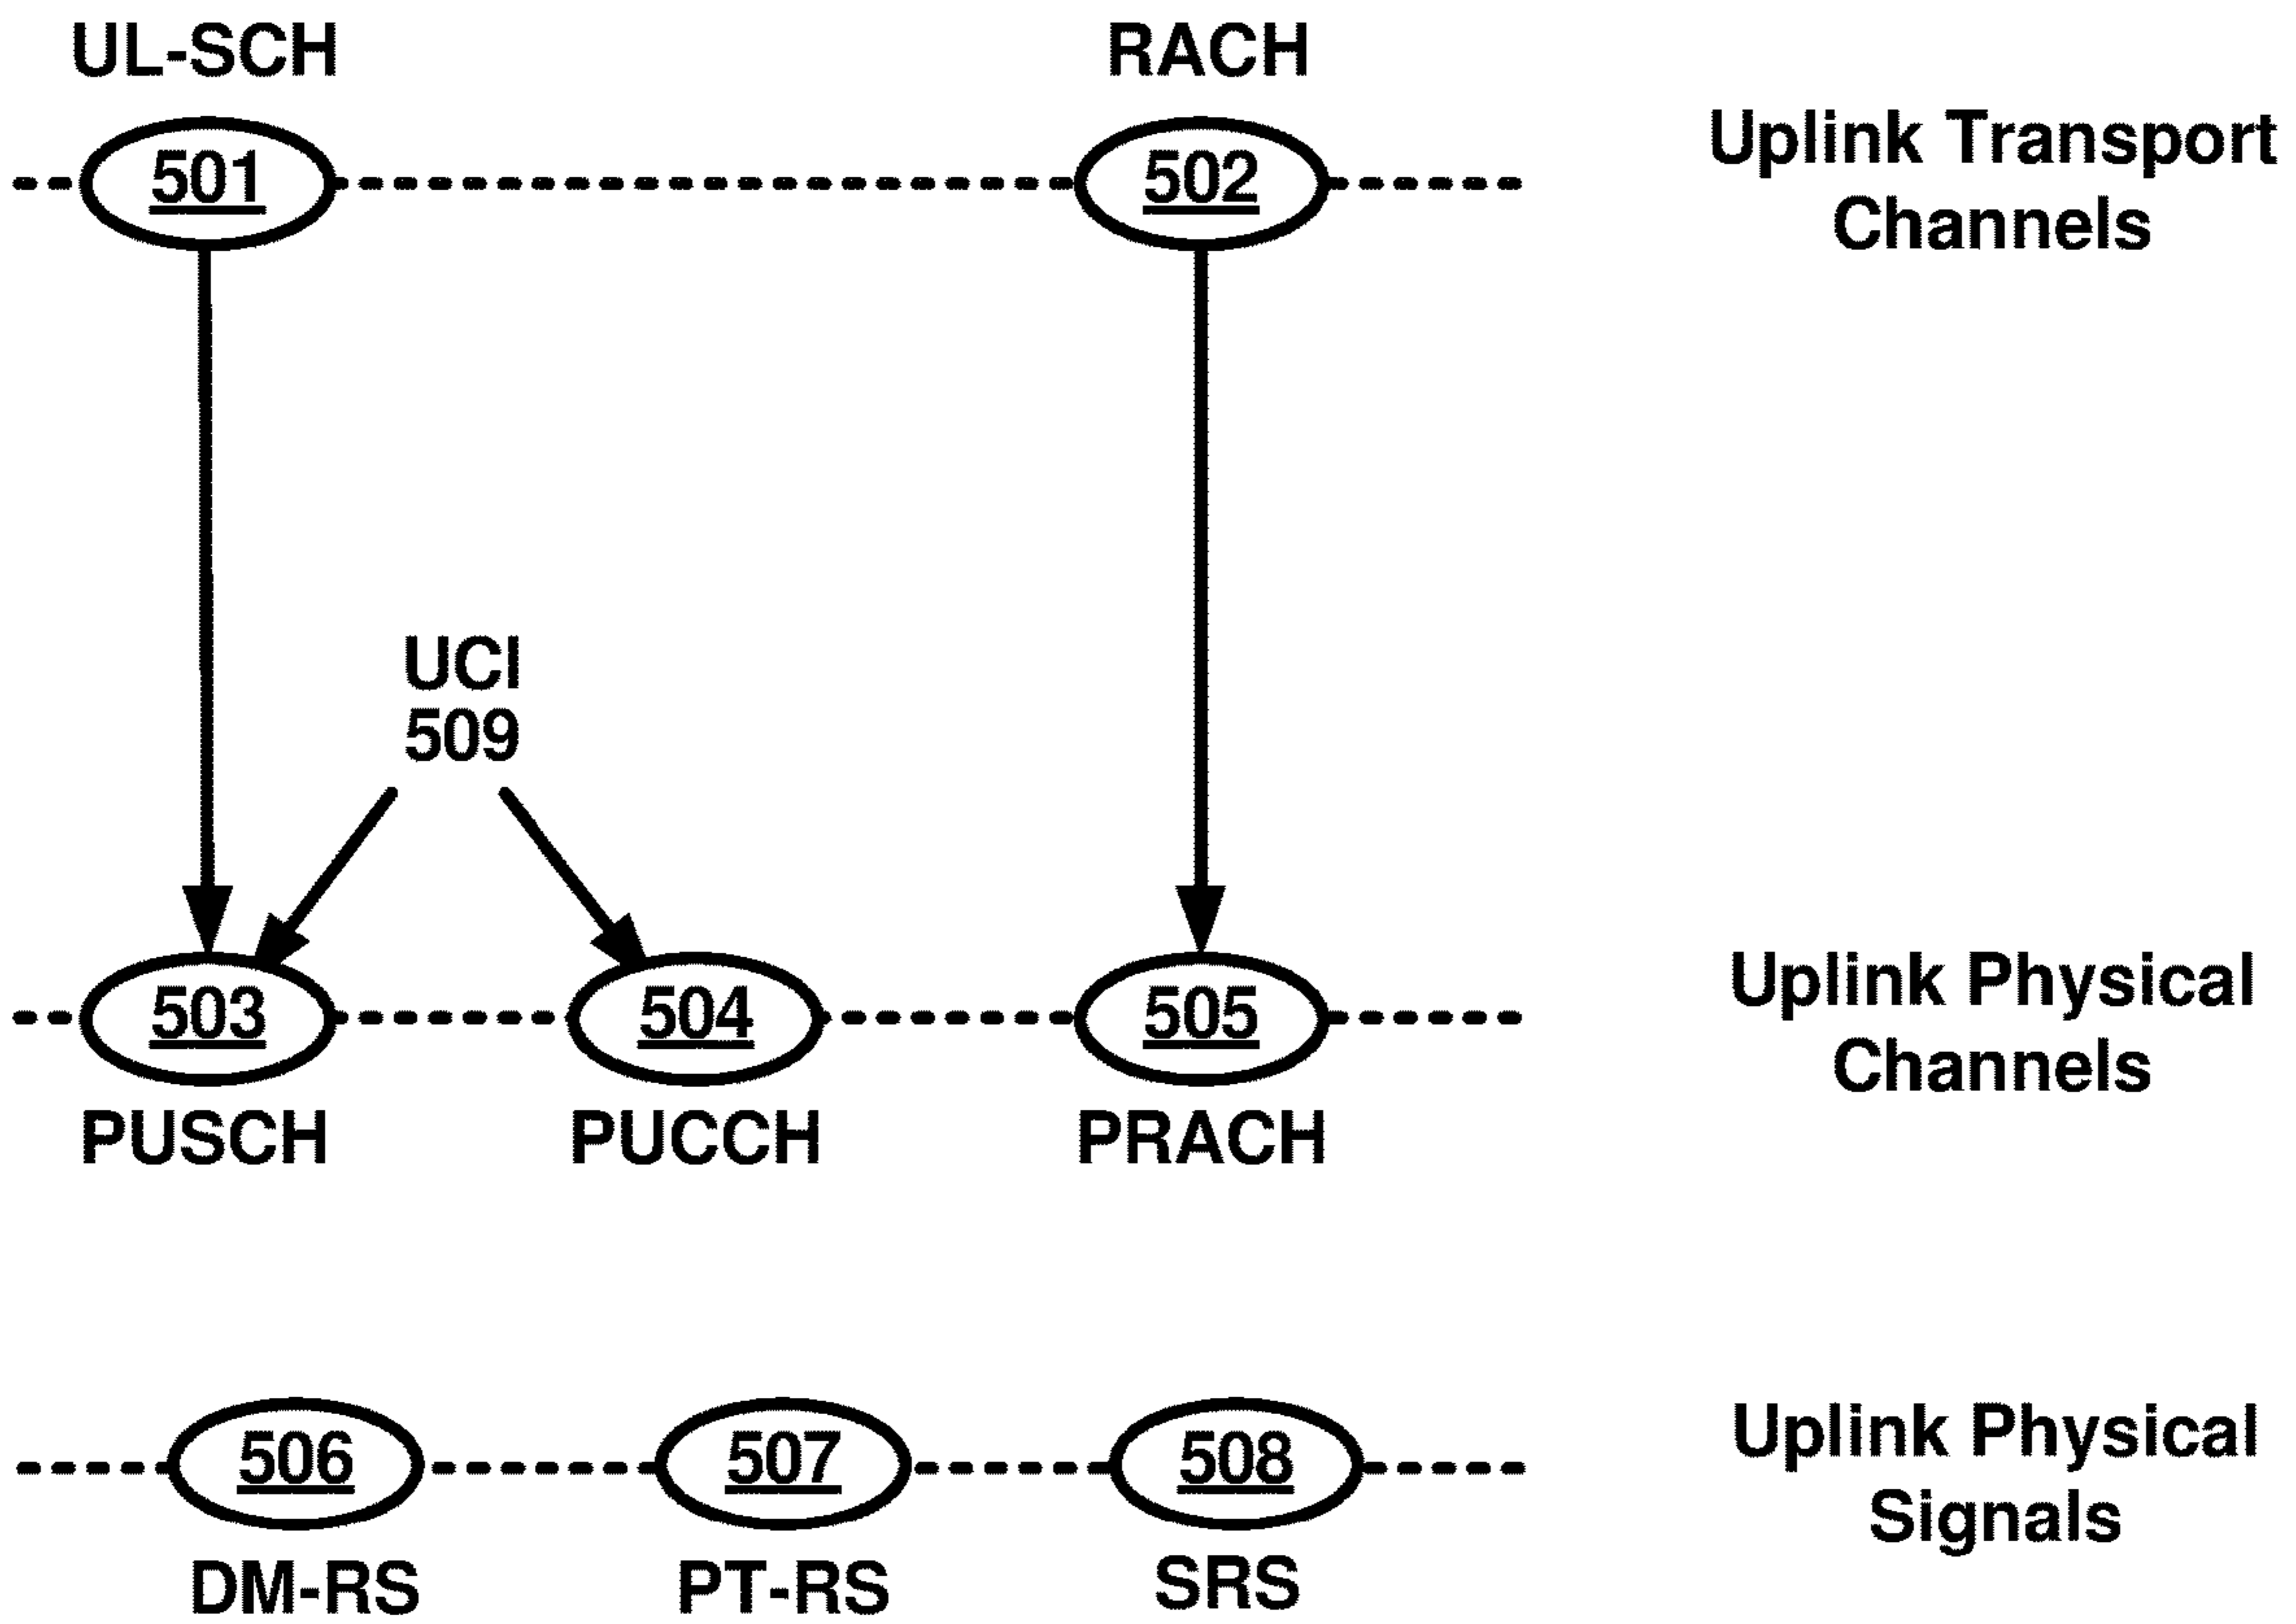 UL-SCH
RACH
501
502
Uplink Transport
Channels
UCI
509
503
504
505
Uplink Physical
Channels
PUSCH
PUCCH
PRACH
506
507
508
Uplink Physical
Signals
DM-RS
PT-RS
SRS